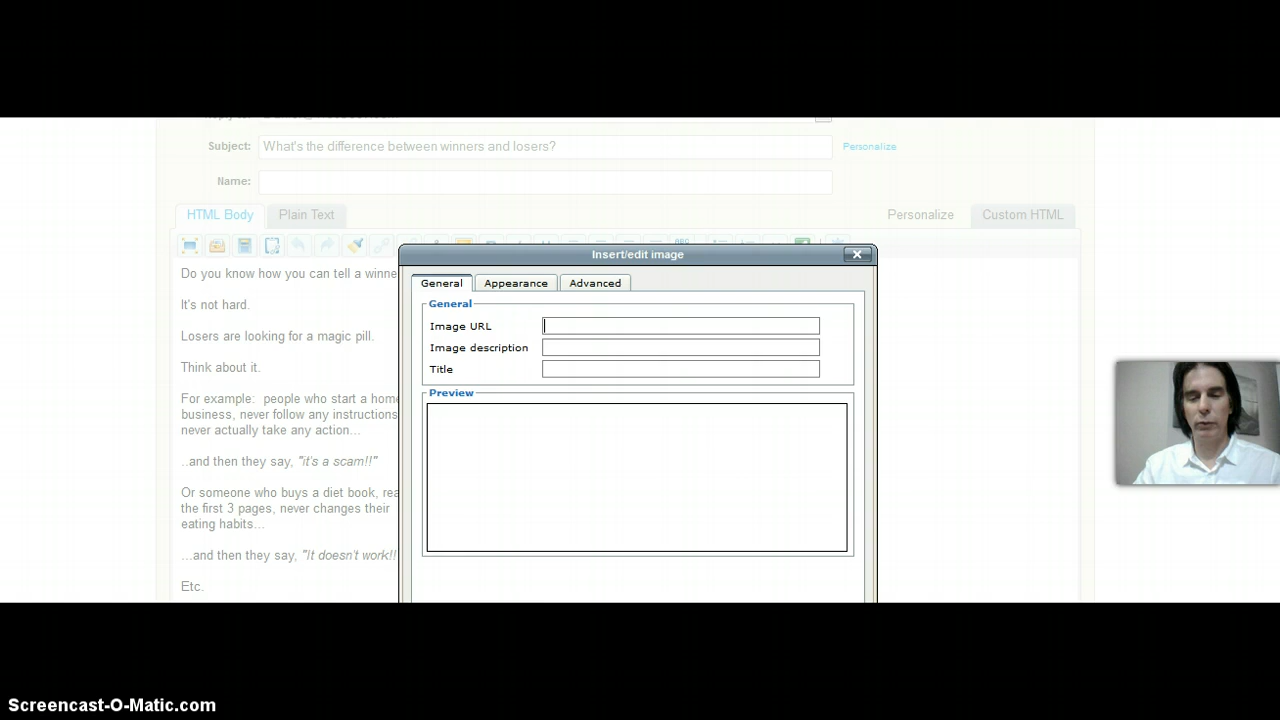 Subject: What's the difference between winners and losers? Personalize
Name:
HTML Body Plain Text Personalize Custom HTML
Insert/edit image
General Appearance Advanced
General
Image URL
Image description
Title
Preview
Do you know how you can tell a winne
It's not hard.
Losers are looking for a magic pill.
Think about it.
For example: people who start a home
business, never follow any instructions
never actually take any action...
..and then they say, "it's a scam!!"
Or someone who buys a diet book, rea
the first 3 pages, never changes their
eating habits...
...and then they say, "It doesn't work!!
Etc.
Screencast-O-Matic.com